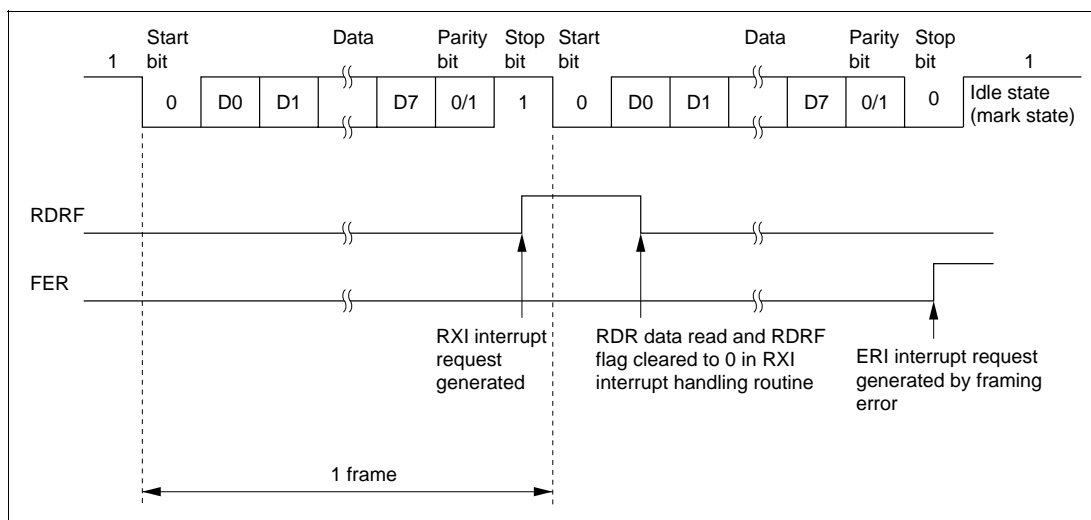 Start bit Data Parity bit Stop bit Start bit Data Parity bit Stop bit
1 1
0 D0 D1 D7 0/1 1 0 D0 D1 D7 0/1 0 Idle state (mark state)
RDRF
FER
RXI interrupt
request
generated
RDR data read and RDRF
flag cleared to 0 in RXI
interrupt handling routine
ERI interrupt request
generated by framing
error
1 frame